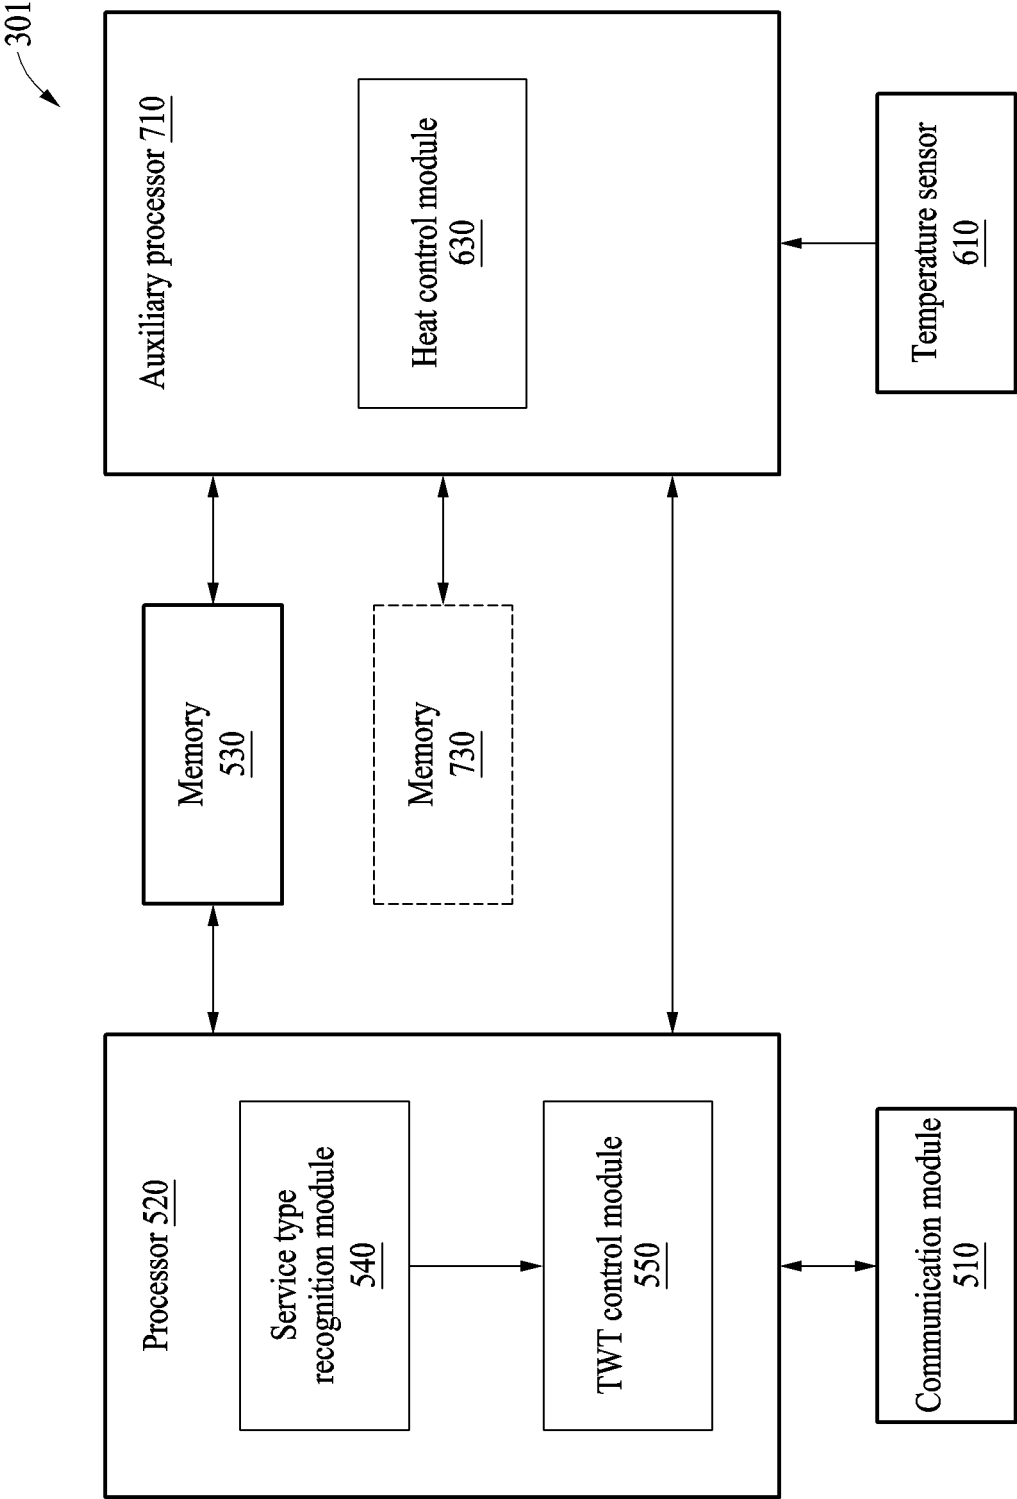 301
Processor 520
Service type
recognition module
540
TWT control module
550
Communication module
510
Memory
530
Memory
730
Auxiliary processor 710
Heat control module
630
Temperature sensor
610